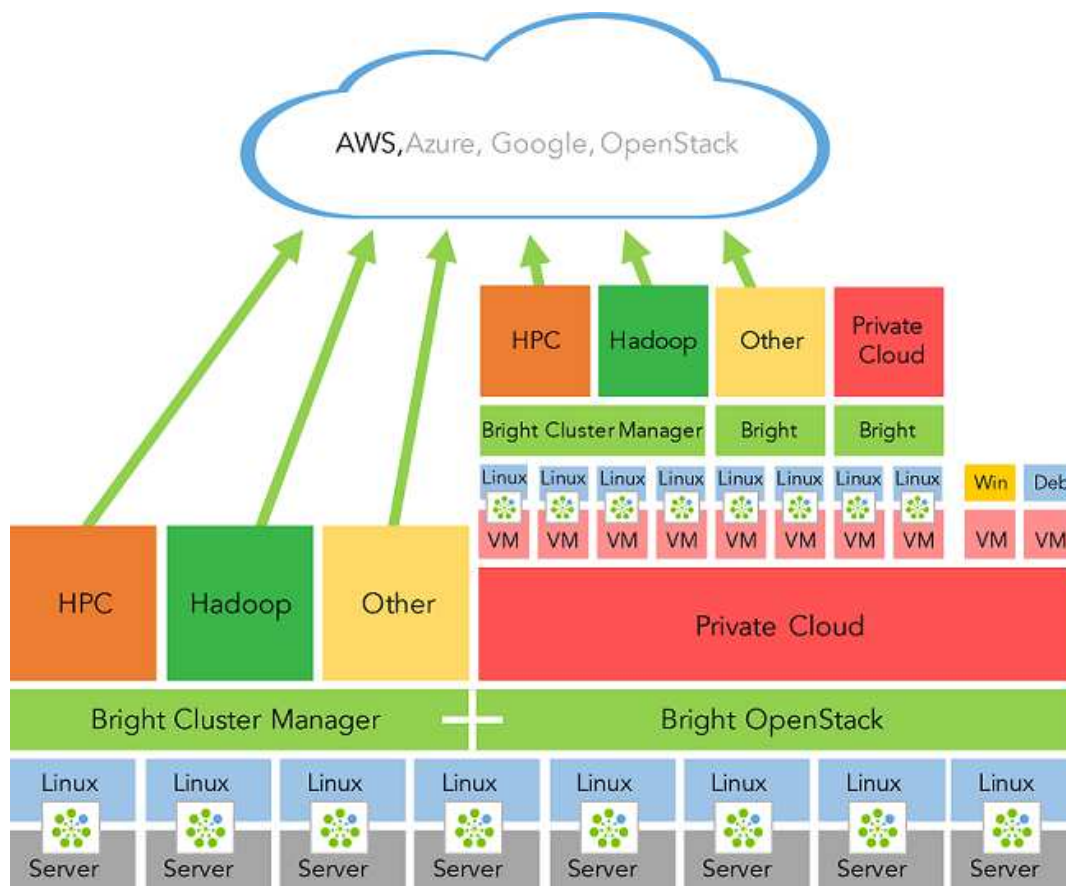 AWS, Azure, Google, OpenStack
HPC Hadoop Other Private Cloud
Bright Cluster Manager Bright Bright
Linux Linux Linux Linux Linux Linux Linux Linux Win Deb
VM VM VM VM VM VM VM VM VM VM
HPC Hadoop Other Private Cloud
Bright Cluster Manager Bright OpenStack
Linux Linux Linux Linux Linux Linux Linux Linux
Server Server Server Server Server Server Server Server